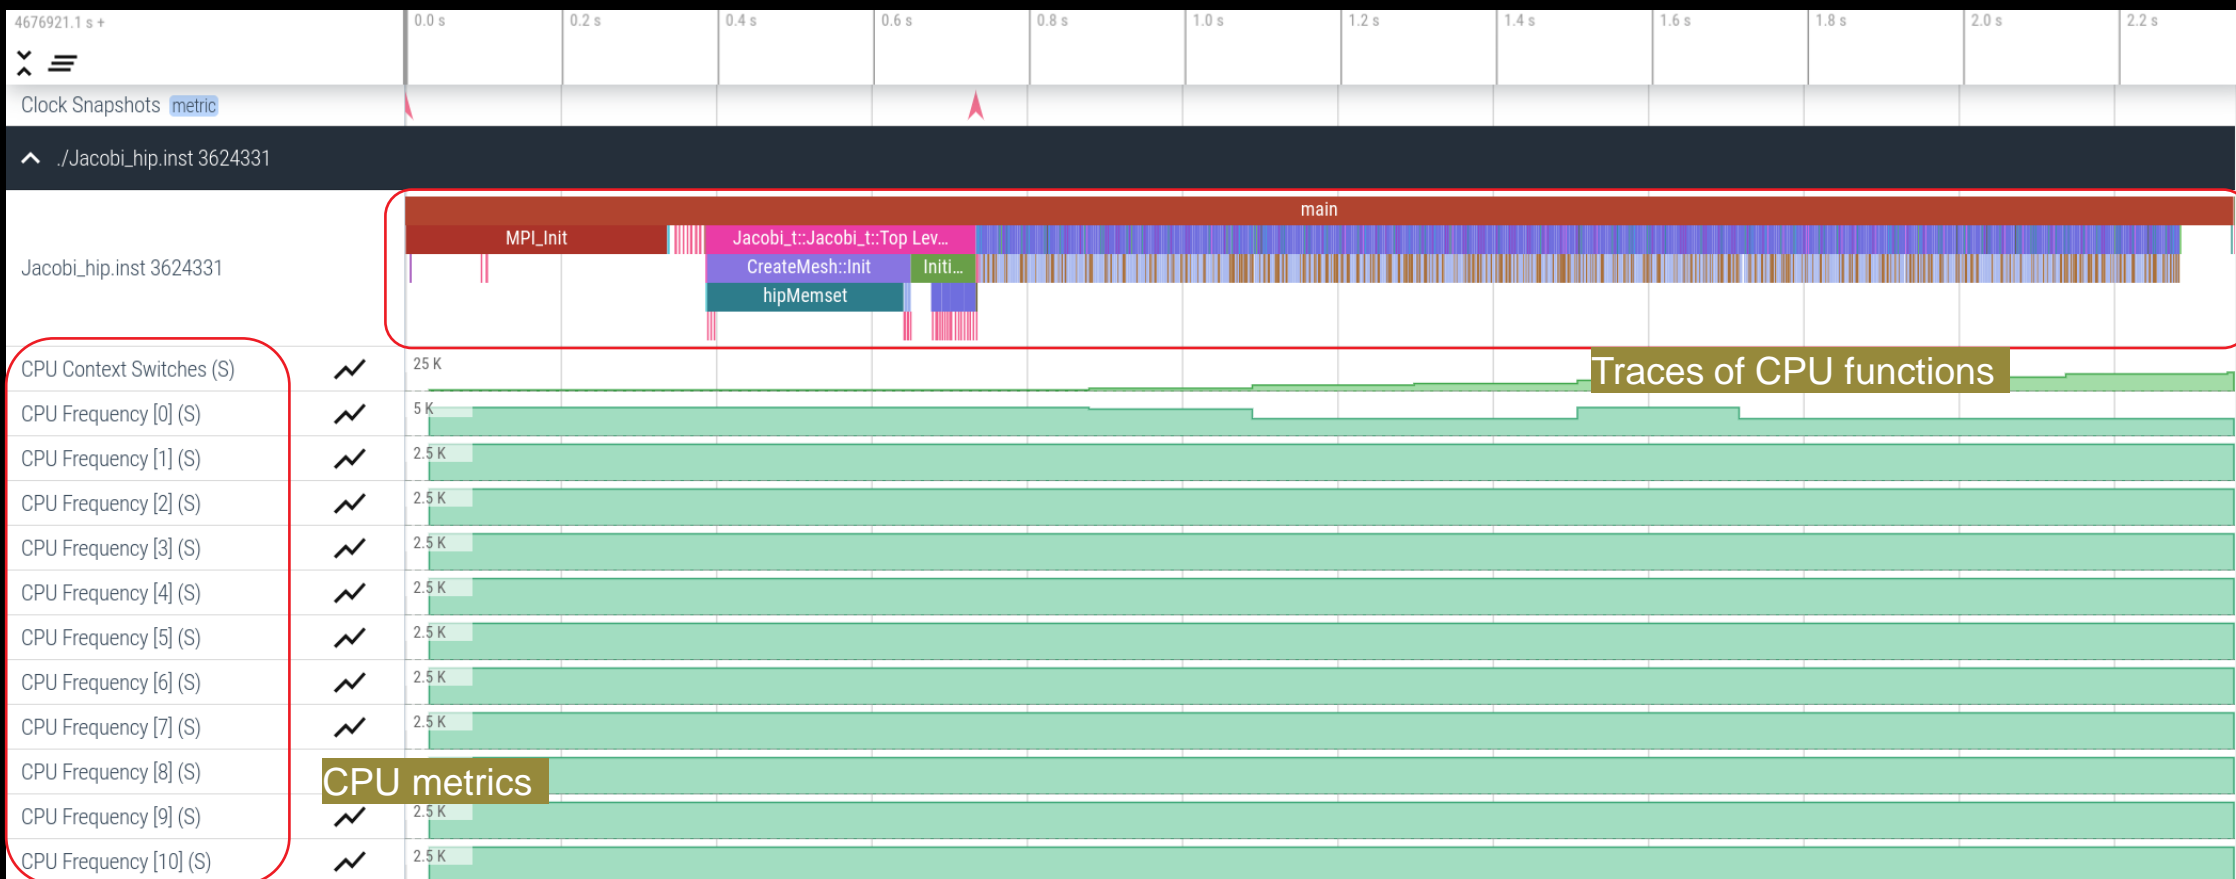 4676921.1 s +
0.0 s 0.2 s 0.4 s 0.6 s 0.8 s 1.0 s 1.2 s 1.4 s 1.6 s 1.8 s 2.0 s 2.2 s
Clock Snapshots metric
./Jacobi_hip.inst 3624331
main
MPI_Init Jacobi_t::Jacobi_t::Top Lev...
Jacobi_hip.inst 3624331 CreateMesh::Init Initi...
hipMemset
CPU Context Switches (S) 25 K
Traces of CPU functions
CPU Frequency [0] (S) 5 K
CPU Frequency [1] (S) 2.5 K
CPU Frequency [2] (S) 2.5 K
CPU Frequency [3] (S) 2.5 K
CPU Frequency [4] (S) 2.5 K
CPU Frequency [5] (S) 2.5 K
CPU Frequency [6] (S) 2.5 K
CPU Frequency [7] (S) 2.5 K
CPU Frequency [8] (S)
CPU metrics
CPU Frequency [9] (S) 2.5 K
CPU Frequency [10] (S) 2.5 K